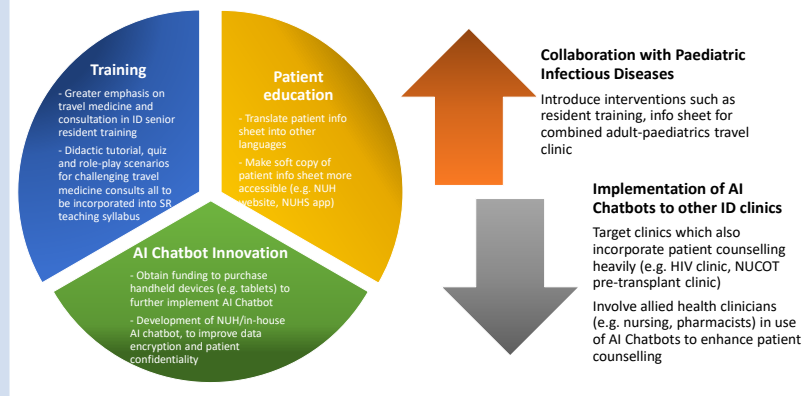 Training
- Greater emphasis on
travel medicine and
consultation in ID senior
resident training
- Didactic tutorial, quiz
and role-play scenarios
for challenging travel
medicine consults all to
be incorporated into SR
teaching syllabus
Patient
education
- Translate patient info
sheet into other
languages
- Make soft copy of
patient info sheet more
accessible (e.g. NUH
website, NUHS app)
AI Chatbot Innovation
- Obtain funding to purchase
handheld devices (e.g. tablets) to
further implement AI Chatbot
- Development of NUH/in-house
AI chatbot, to improve data
encryption and patient
confidentiality
Collaboration with Paediatric
Infectious Diseases
Introduce interventions such as
resident training, info sheet for
combined adult-paediatrics travel
clinic
Implementation of AI
Chatbots to other ID clinics
Target clinics which also
incorporate patient counselling
heavily (e.g. HIV clinic, NUCOT
pre-transplant clinic)
Involve allied health clinicians
(e.g. nursing, pharmacists) in use
of AI Chatbots to enhance patient
counselling